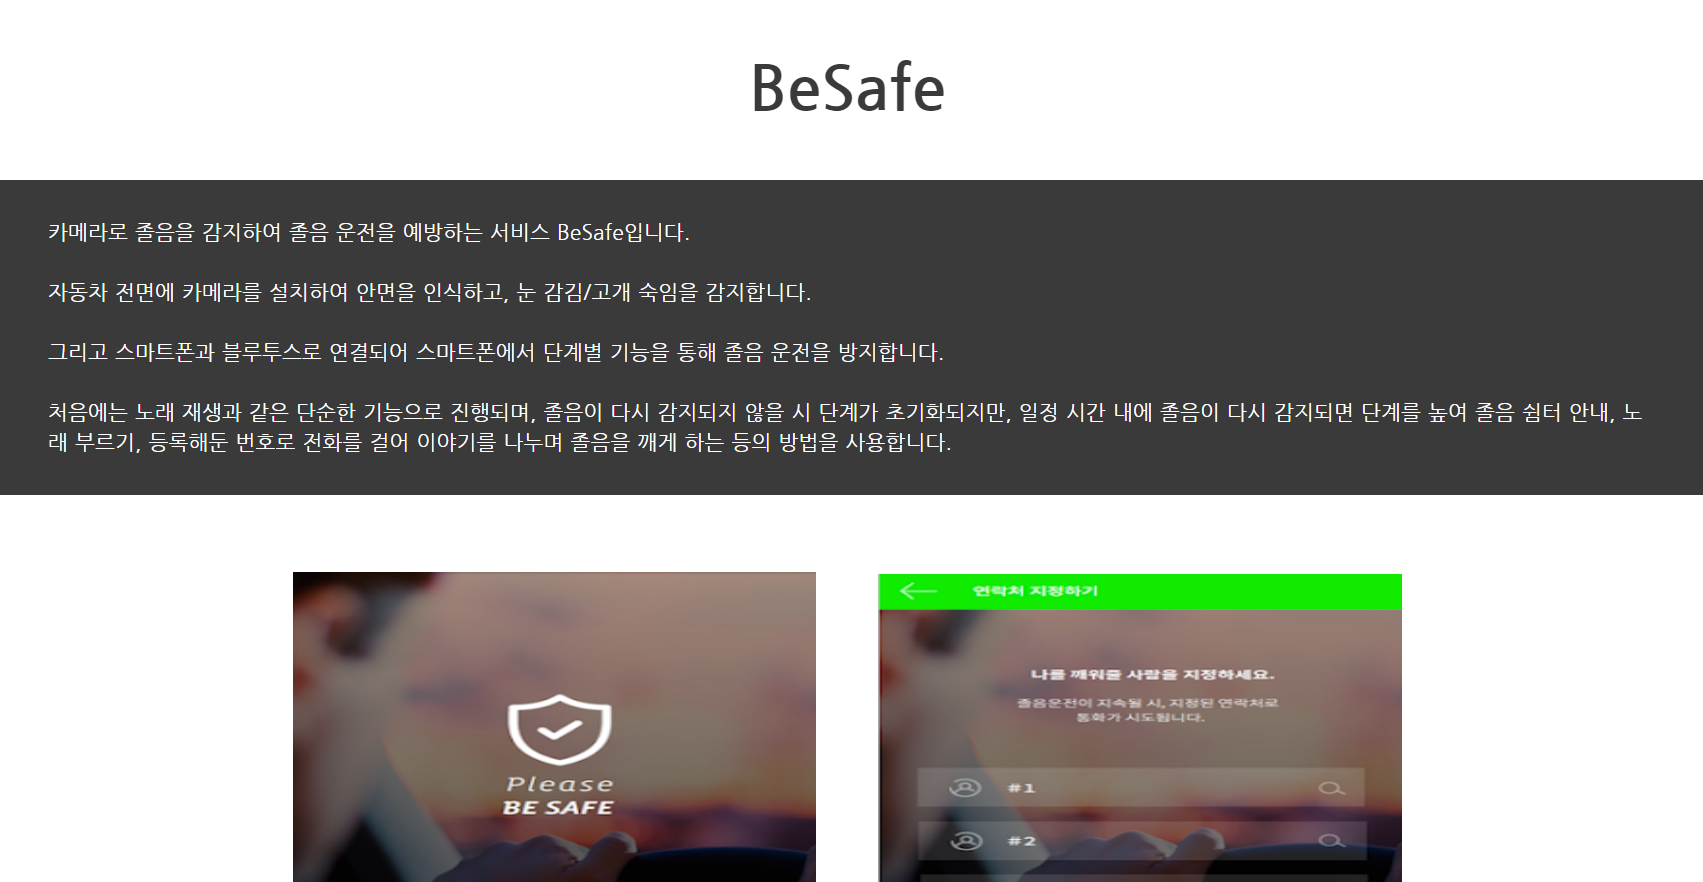 BeSafe
카메라로 졸음을 감지하여 졸음 운전을 예방하는 서비스 BeSafe입니다.
자동차 전면에 카메라를 설치하여 안면을 인식하고, 눈 감김/고개 숙임을 감지합니다.
그리고 스마트폰과 블루투스로 연결되어 스마트폰에서 단계별 기능을 통해 졸음 운전을 방지합니다.
처음에는 노래 재생과 같은 단순한 기능으로 진행되며, 졸음이 다시 감지되지 않을 시 단계가 초기화되지만, 일정 시간 내에 졸음이 다시 감지되면 단계를 높여 졸음 쉼터 안내, 노
래 부르기, 등록해둔 번호로 전화를 걸어 이야기를 나누며 졸음을 깨게 하는 등의 방법을 사용합니다.
Please
BE SAFE
연락처 지정하기
나를 깨워줄 사람을 지정하세요.
졸음운전이 지속될 시, 지정된 연락처로
통화가 시도됩니다.
#1
#2